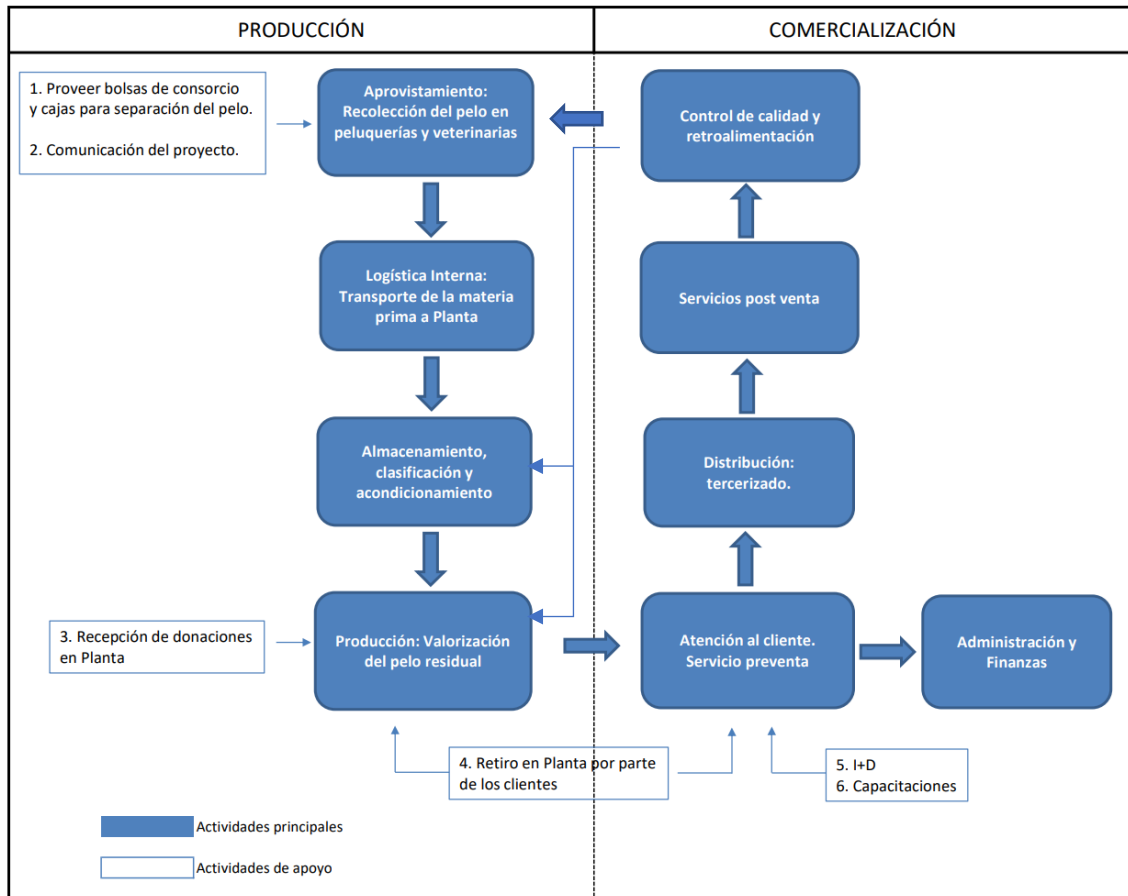 PRODUCCIÓN
COMERCIALIZACIÓN
1. Proveer bolsas de consorcio
y cajas para separación del pelo.
2. Comunicación del proyecto.
Aprovistamiento:
Recolección del pelo en
peluquerías y veterinarias
Control de calidad y
retroalimentación
Logística Interna:
Transporte de la materia
prima a Planta
Servicios post venta
Almacenamiento,
clasificación y
acondicionamiento
Distribución:
tercerizado.
3. Recepción de donaciones
en Planta
Producción: Valorización
del pelo residual
Atención al cliente.
Servicio preventa
Administración y
Finanzas
4. Retiro en Planta por parte
de los clientes
5. I+D
6. Capacitaciones
Actividades principales
Actividades de apoyo